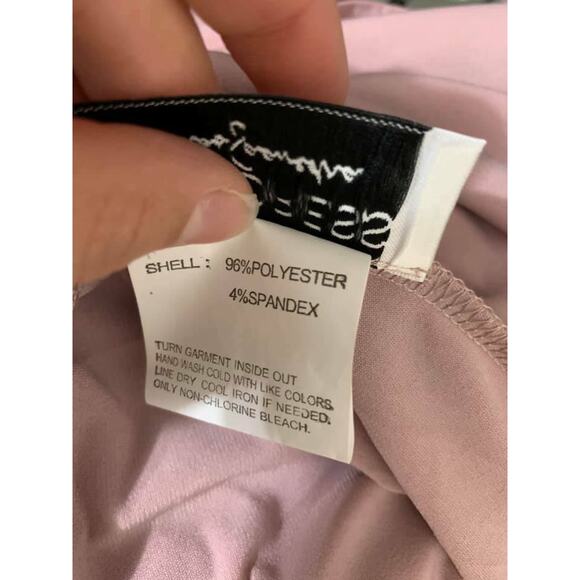 SHELL : 96%POLYESTER
4%SPANDEX
TURN GARMENT INSIDE OUT
HAND WASH COLD WITH LIKE COLORS.
LINE DRY COOL IRON IF NEEDED.
ONLY NON-CHLORINE BLEACH.